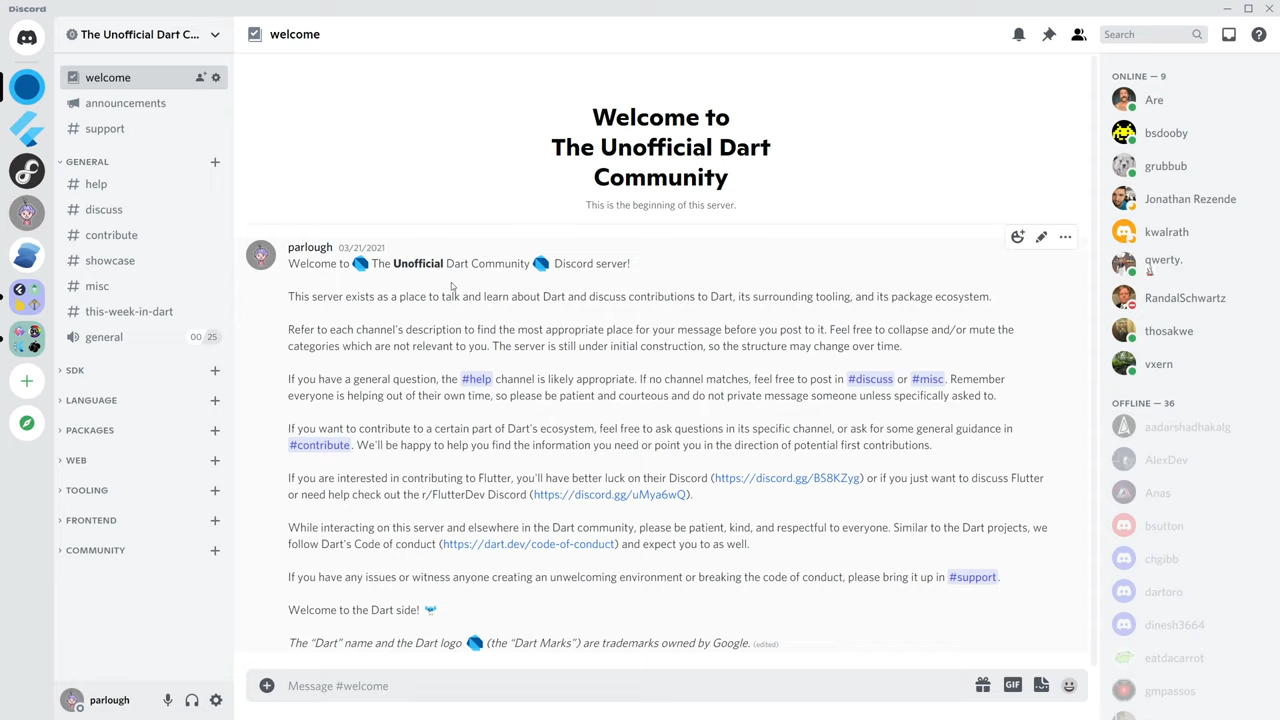 Discord
The Unofficial Dart C...
welcome
announcements
support
GENERAL
help
discuss
contribute
showcase
misc
this-week-in-dart
general 00 25
SDK
LANGUAGE
PACKAGES
WEB
TOOLING
FRONTEND
COMMUNITY
parlough
welcome
Search
Welcome to
The Unofficial Dart
Community
This is the beginning of this server.
parlough 03/21/2021
Welcome to The Unofficial Dart Community Discord server!
This server exists as a place to talk and learn about Dart and discuss contributions to Dart, its surrounding tooling, and its package ecosystem.
Refer to each channel's description to find the most appropriate place for your message before you post to it. Feel free to collapse and/or mute the
categories which are not relevant to you. The server is still under initial construction, so the structure may change over time.
If you have a general question, the #help channel is likely appropriate. If no channel matches, feel free to post in #discuss or #misc. Remember
everyone is helping out of their own time, so please be patient and courteous and do not private message someone unless specifically asked to.
If you want to contribute to a certain part of Dart's ecosystem, feel free to ask questions in its specific channel, or ask for some general guidance in
#contribute. We'll be happy to help you find the information you need or point you in the direction of potential first contributions.
If you are interested in contributing to Flutter, you'll have better luck on their Discord (https://discord.gg/BS8KZyg) or if you just want to discuss Flutter
or need help check out the r/FlutterDev Discord (https://discord.gg/uMya6wQ).
While interacting on this server and elsewhere in the Dart community, please be patient, kind, and respectful to everyone. Similar to the Dart projects, we
follow Dart's Code of conduct (https://dart.dev/code-of-conduct) and expect you to as well.
If you have any issues or witness anyone creating an unwelcoming environment or breaking the code of conduct, please bring it up in #support.
Welcome to the Dart side!
The “Dart” name and the Dart logo (the “Dart Marks”) are trademarks owned by Google. (edited)
Message #welcome
GIF
ONLINE — 9
Are
bsdooby
grubbub
Jonathan Rezende
kwalrath
qwerty.
RandalSchwartz
thosakwe
vxern
OFFLINE — 36
aadarshadhakalg
AlexDev
Anas
bsutton
chgibb
dartoro
dinesh3664
eatdacarrot
gmpassos